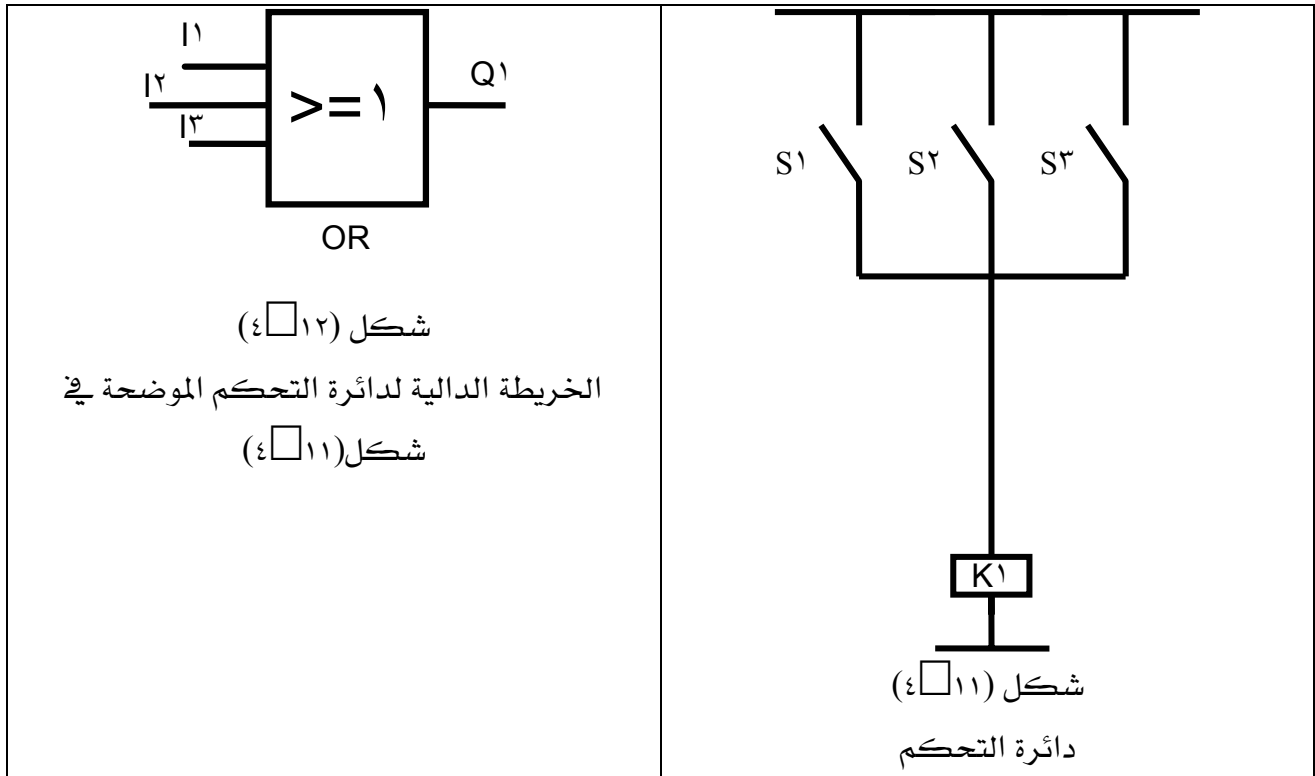 S١
S٢
S٣
K١
شكل (١١□٤)
دائرة التحكم
I١
I٢
I٣
>=١
Q١
OR
شكل (١٢□٤)
الخريطة الدالية لدائرة التحكم الموضحة في
شكل(١١□٤)